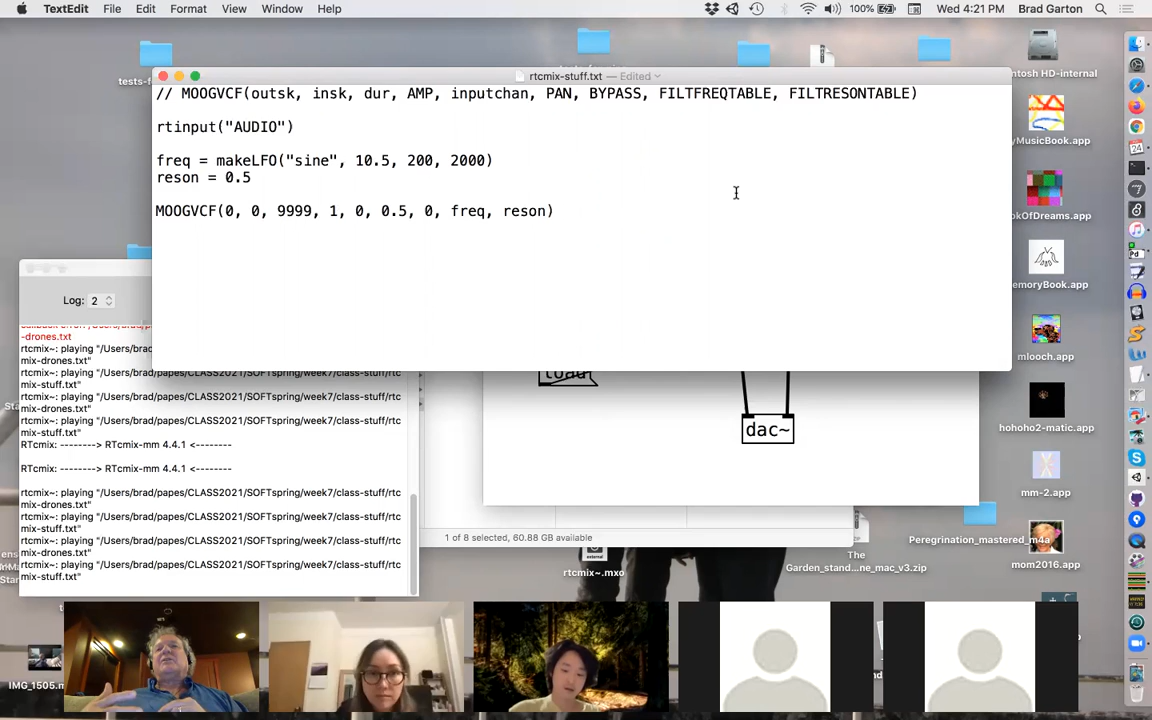 TextEdit File Edit Format View Window Help 100% Wed 4:21 PM Brad Garton
rtcmix-stuff.txt — Edited
// MOOGVCF(outsk, insk, dur, AMP, inputchan, PAN, BYPASS, FILTFREQTABLE, FILTRESONTABLE)
rtinput("AUDIO")
freq = makeLFO("sine", 10.5, 200, 2000)
reson = 0.5
MOOGVCF(0, 0, 9999, 1, 0, 0.5, 0, freq, reson)
Log: 2
-drones.txt"
rtcmix~: playing "/Users/brad
mix-drones.txt"
rtcmix~: playing "/Users/brad/papes/CLASS2021/SOFTspring/week7/class-stuff/rtc
mix-stuff.txt"
rtcmix~: playing "/Users/brad/papes/CLASS2021/SOFTspring/week7/class-stuff/rtc
mix-drones.txt"
rtcmix~: playing "/Users/brad/papes/CLASS2021/SOFTspring/week7/class-stuff/rtc
mix-stuff.txt"
RTcmix: --------> RTcmix-mm 4.4.1 <--------
RTcmix: --------> RTcmix-mm 4.4.1 <--------
rtcmix~: playing "/Users/brad/papes/CLASS2021/SOFTspring/week7/class-stuff/rtc
mix-drones.txt"
rtcmix~: playing "/Users/brad/papes/CLASS2021/SOFTspring/week7/class-stuff/rtc
mix-stuff.txt"
rtcmix~: playing "/Users/brad/papes/CLASS2021/SOFTspring/week7/class-stuff/rtc
mix-drones.txt"
rtcmix~: playing "/Users/brad/papes/CLASS2021/SOFTspring/week7/class-stuff/rtc
mix-stuff.txt"
load
dac~
1 of 8 selected, 60.88 GB available
rtcmix~.mxo
The
Garden_stand...ne_mac_v3.zip
Peregrination_mastered_m4a
tests-f
ntosh HD-internal
yMusicBook.app
okOfDreams.app
emoryBook.app
mlooch.app
hohoho2-matic.app
mm-2.app
mom2016.app
IMG_1505.m